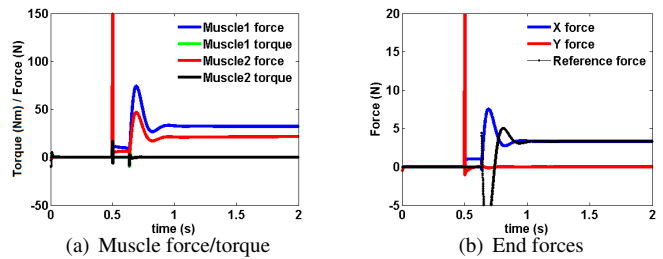 150
100
50
0
-50
0
0.5
1
1.5
2
Torque (Nm) / Force (N)
time (s)
Muscle1 force
Muscle1 torque
Muscle2 force
Muscle2 torque
(a) Muscle force/torque
20
15
10
5
0
-5
0
0.5
1
1.5
2
Force (N)
time (s)
X force
Y force
Reference force
(b) End forces